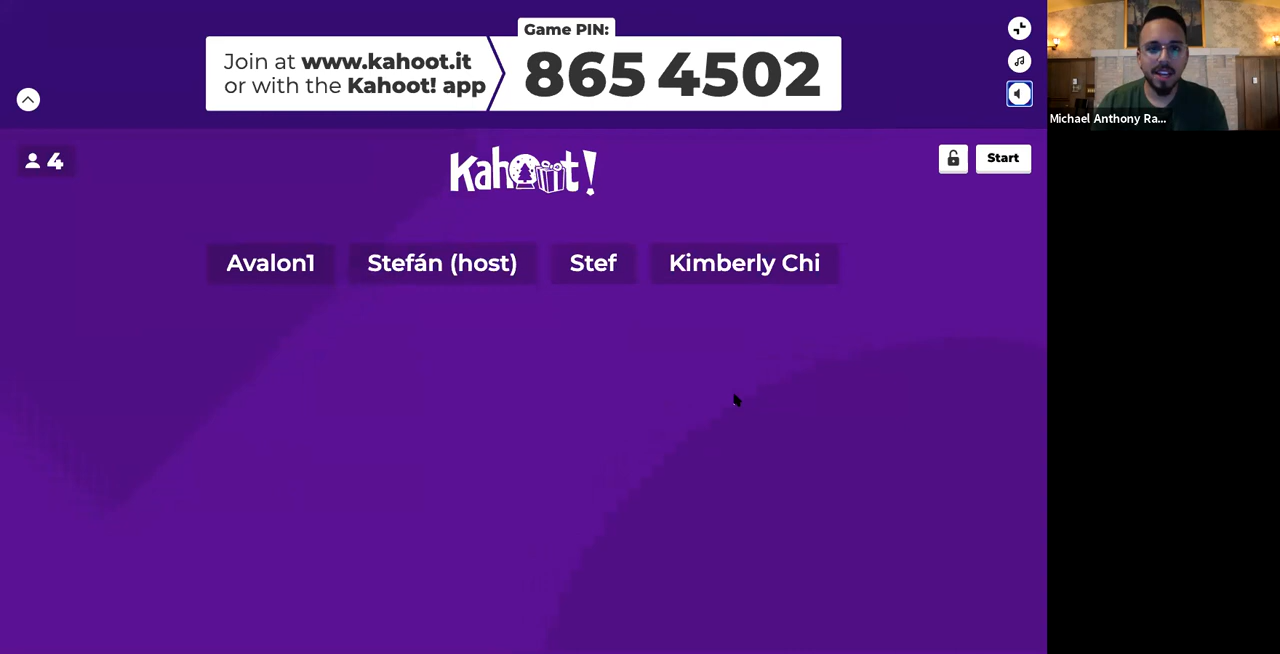 Game PIN:
Join at www.kahoot.it
or with the Kahoot! app
865 4502
Michael Anthony Ra...
4
Kahoot!
Start
Avalon1 Stefán (host) Stef Kimberly Chi